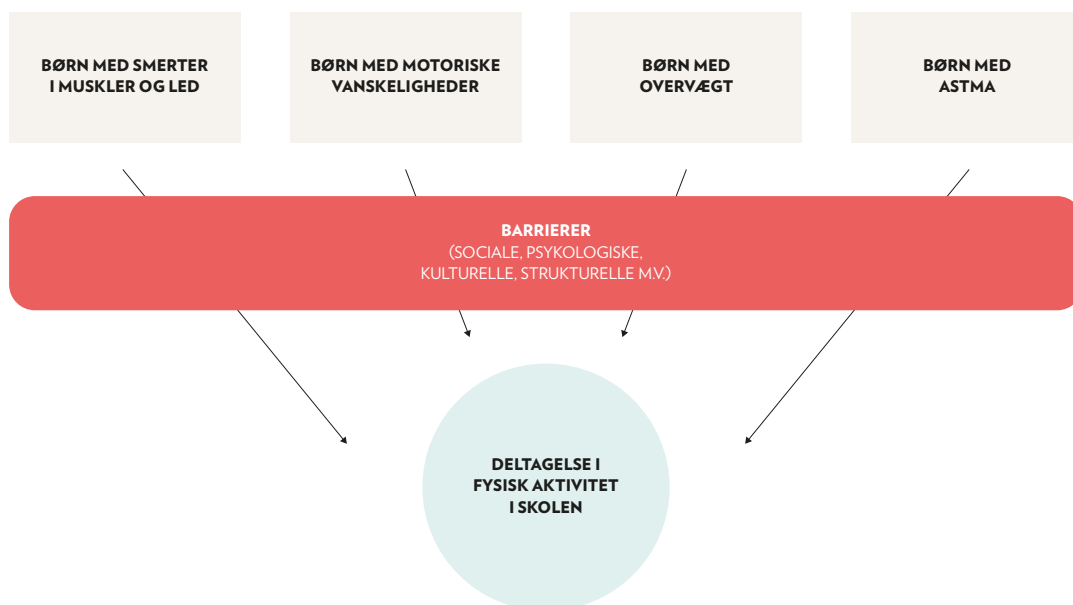 BØRN MED SMERTER
I MUSKLER OG LED
BØRN MED MOTORISKE
VANSKELIGHEDER
BØRN MED
OVERVÆGT
BØRN MED
ASTMA
BARRIERER
(SOCIALE, PSYKOLOGISKE,
KULTURELLE, STRUKTURELLE M.V.)
DELTAGELSE I
FYSISK AKTIVITET
I SKOLEN